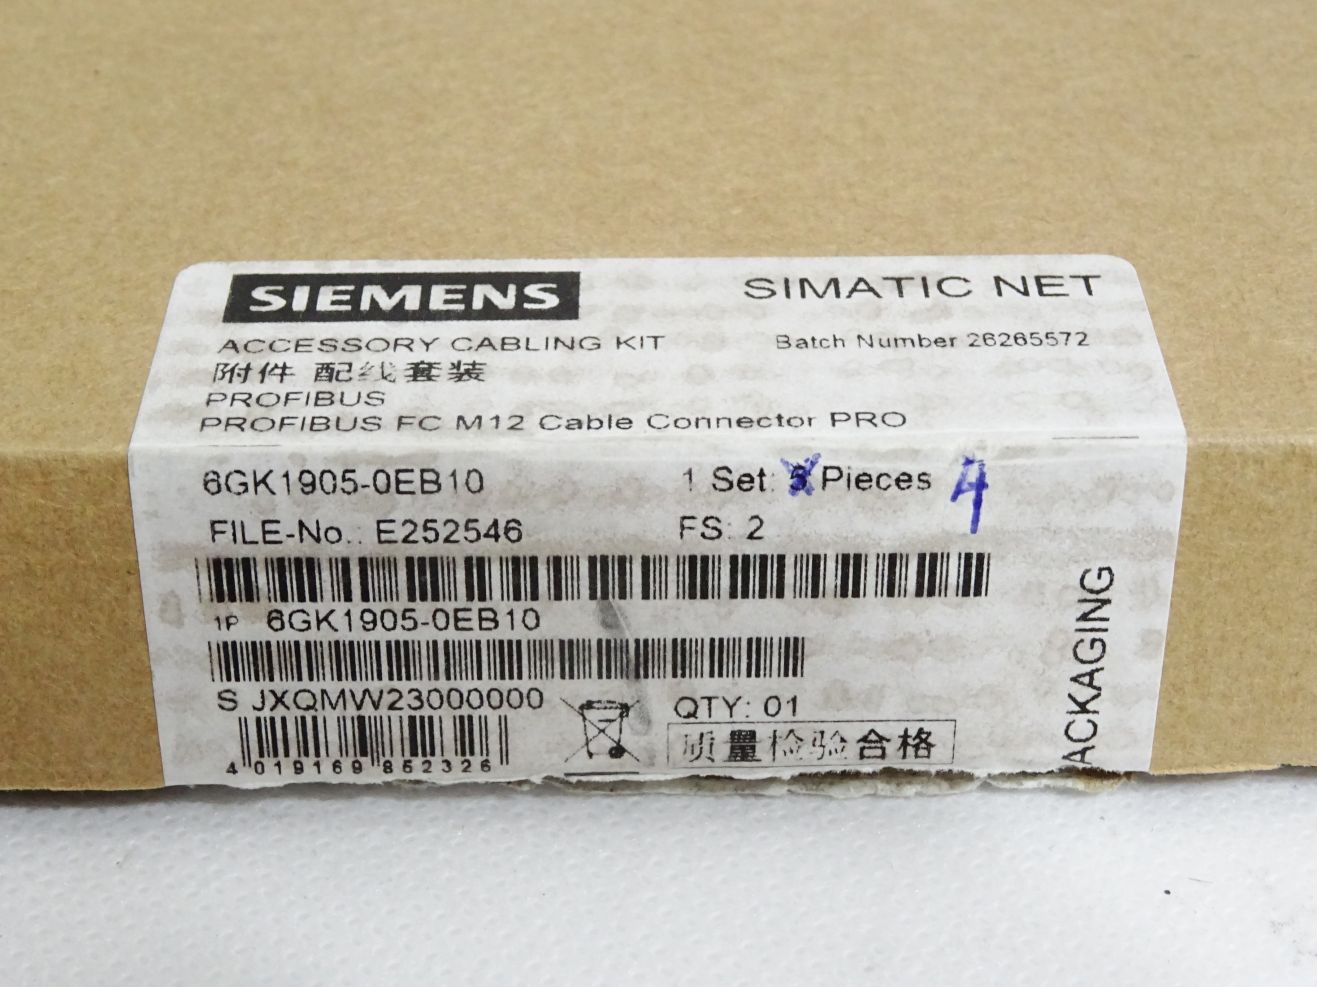 SIEMENS SIMATIC NET
ACCESSORY CABLING KIT Batch Number 26265572
附件 配线套装
PROFIBUS
PROFIBUS FC M12 Cable Connector PRO
6GK1905-0EB10 1 Set: 5 Pieces 4
FILE-No.: E252546 FS: 2
1P 6GK1905-0EB10
S JXQMW23000000 QTY: 01
质量检验合格
4 019169 852326
ACKAGING